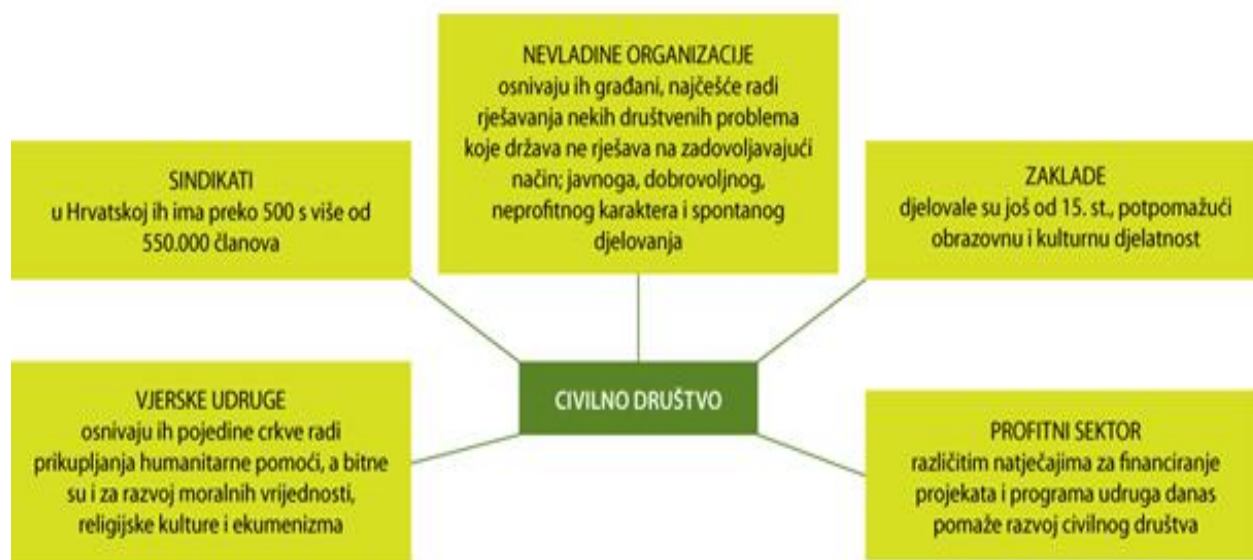 NEVLADINE ORGANIZACIJE
osnivaju ih građani, najčešće radi
rješavanja nekih društvenih problema
koje država ne rješava na zadovoljavajući
način; javnoga, dobrovoljnog,
neprofitnog karaktera i spontanog
djelovanja
SINDIKATI
u Hrvatskoj ih ima preko 500 s više od
550.000 članova
ZAKLADE
djelovale su još od 15. st., potpomažući
obrazovnu i kulturnu djelatnost
CIVILNO DRUŠTVO
VJERSKE UDRUGE
osnivaju ih pojedine crkve radi
prikupljanja humanitarne pomoći, a bitne
su i za razvoj moralnih vrijednosti,
religijske kulture i ekumenizma
PROFITNI SEKTOR
različitim natječajima za financiranje
projekata i programa udruga danas
pomaže razvoj civilnog društva